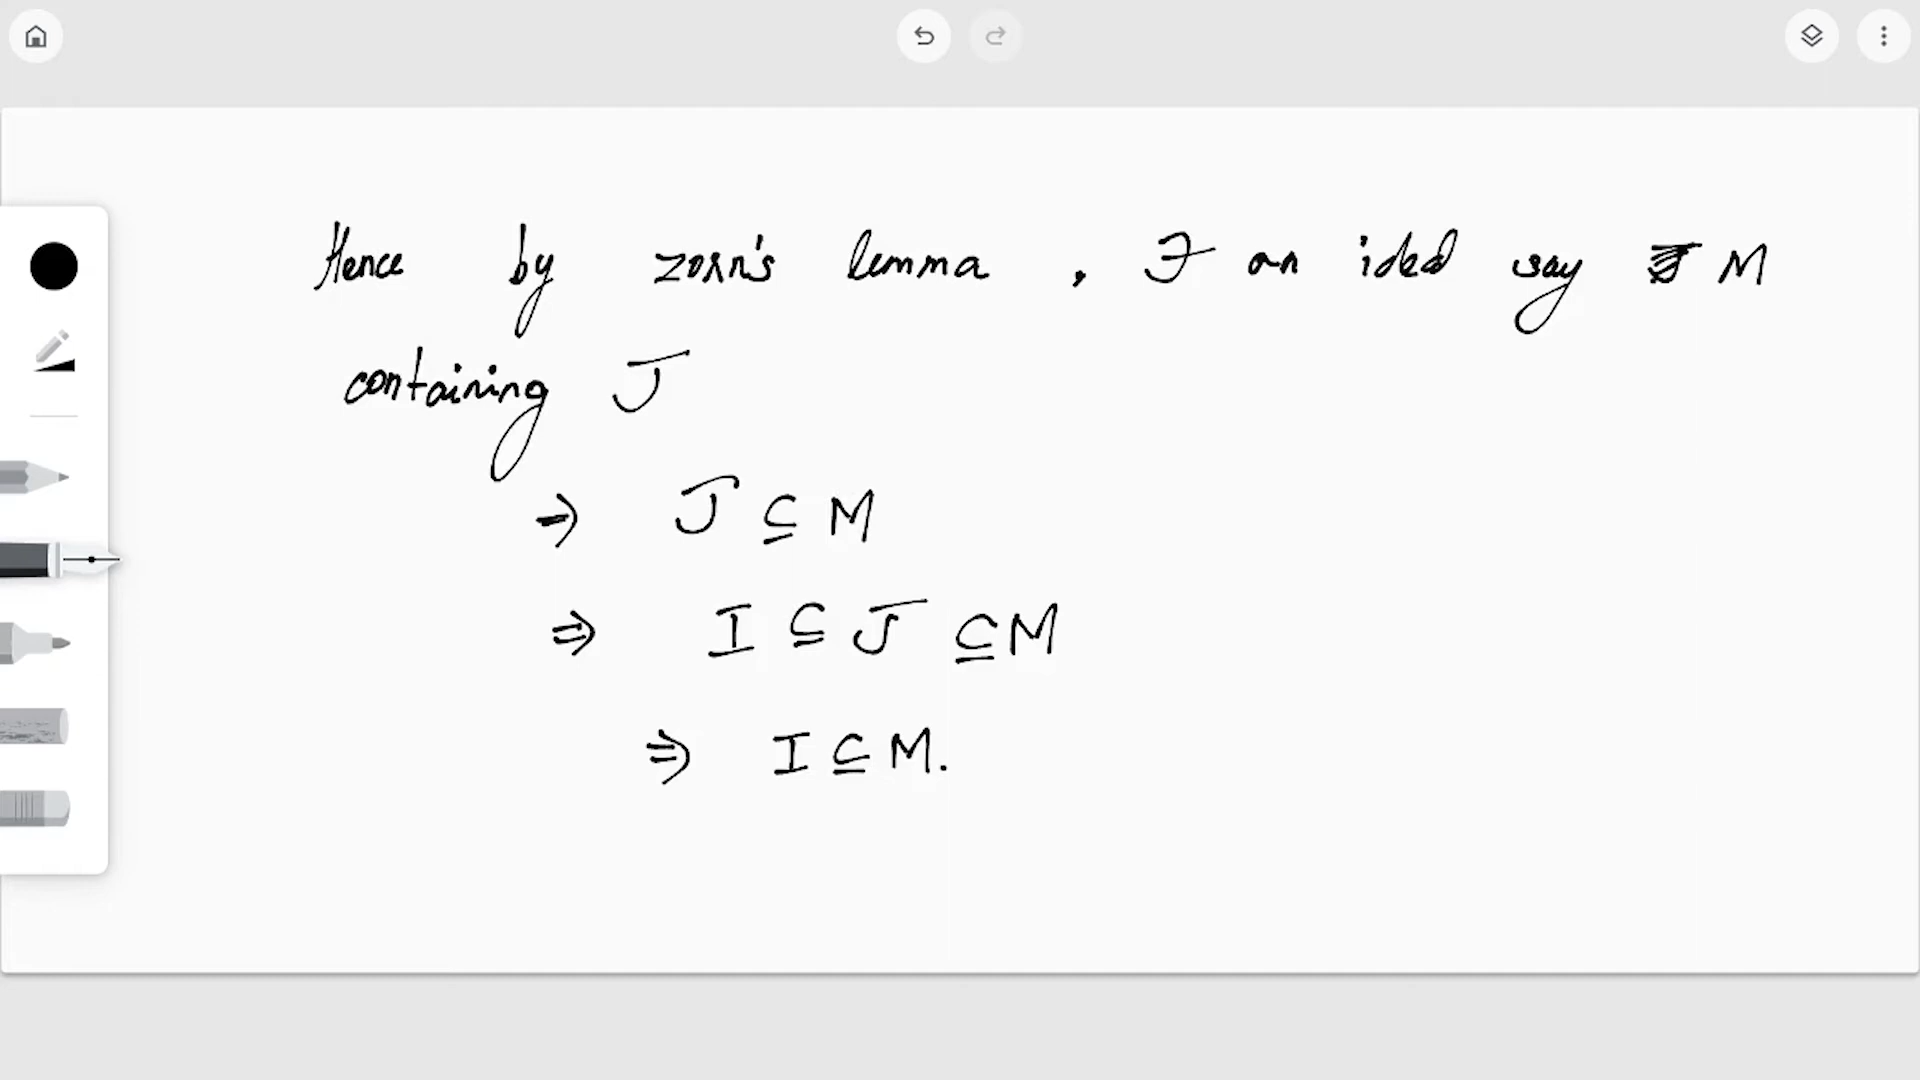 Hence by zorn's lemma , ∃ an ideal say M
containing J
⇒ J ⊆ M
⇒ I ⊆ J ⊆ M
⇒ I ⊆ M.